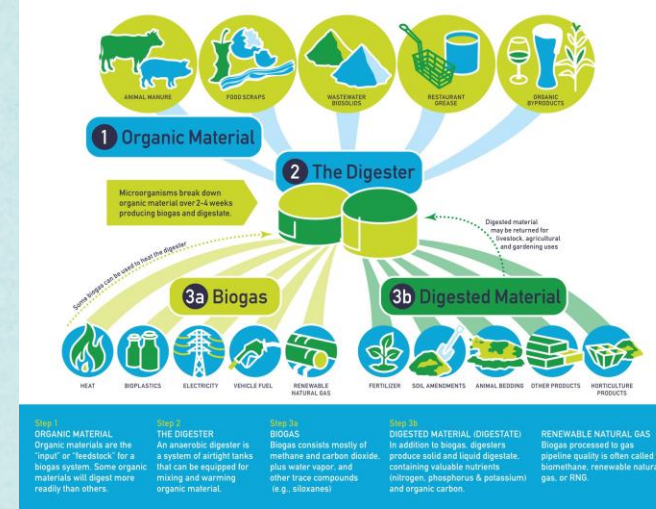 ANIMAL MANURE
FOOD SCRAPS
WASTEWATER
BIOSOLIDS
RESTAURANT
GREASE
ORGANIC
BYPRODUCTS
1 Organic Material
2 The Digester
Microorganisms break down
organic material over 2-4 weeks
producing biogas and digestate.
Digested material
may be returned for
livestock, agricultural
and gardening uses
Some biogas can be used to heat the digester
3a Biogas
3b Digested Material
HEAT
BIOPLASTICS
ELECTRICITY
VEHICLE FUEL
RENEWABLE
NATURAL GAS
FERTILIZER
SOIL AMENDMENTS
ANIMAL BEDDING
OTHER PRODUCTS
HORTICULTURE
PRODUCTS
Step 1
ORGANIC MATERIAL
Organic materials are the
"input" or "feedstock" for a
biogas system. Some organic
materials will digest more
readily than others.
Step 2
THE DIGESTER
An anaerobic digester is
a system of airtight tanks
that can be equipped for
mixing and warming
organic material.
Step 3a
BIOGAS
Biogas consists mostly of
methane and carbon dioxide,
plus water vapor, and
other trace compounds
(e.g., siloxanes)
Step 3b
DIGESTED MATERIAL (DIGESTATE)
In addition to biogas, digesters
produce solid and liquid digestate,
containing valuable nutrients
(nitrogen, phosphorus & potassium)
and organic carbon.
RENEWABLE NATURAL GAS
Biogas processed to gas
pipeline quality is often called
biomethane, renewable natura
gas, or RNG.